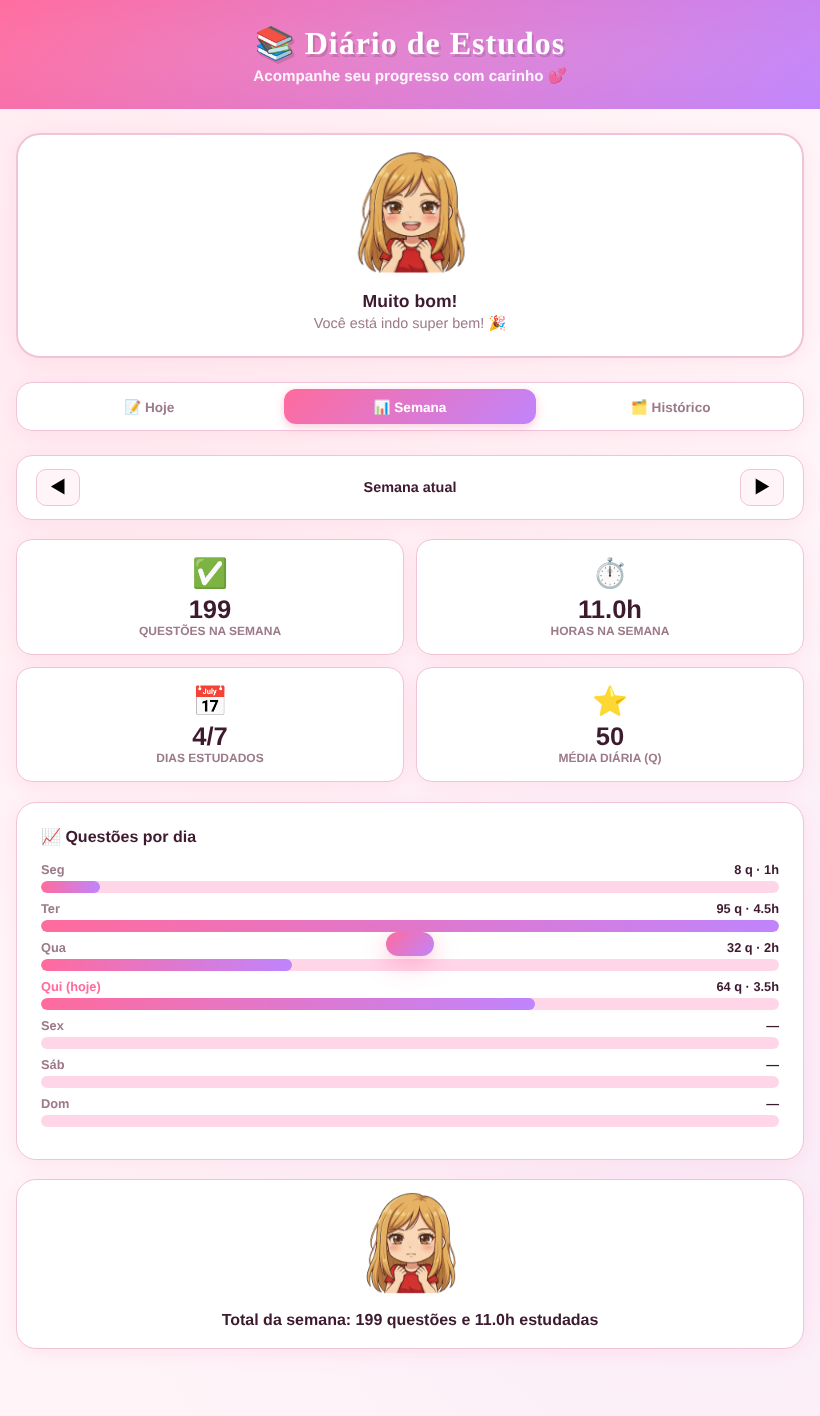 📚 Diário de Estudos
Acompanhe seu progresso com carinho 💕
Muito bom!
Você está indo super bem! 🎉
📝 Hoje
📊 Semana
🗂️ Histórico
◀
Semana atual
▶
✅
199
QUESTÕES NA SEMANA
⏱️
11.0h
HORAS NA SEMANA
📅
4/7
DIAS ESTUDADOS
⭐
50
MÉDIA DIÁRIA (Q)
📈 Questões por dia
Seg 8 q · 1h
Ter 95 q · 4.5h
Qua 32 q · 2h
Qui (hoje) 64 q · 3.5h
Sex —
Sáb —
Dom —
Total da semana: 199 questões e 11.0h estudadas